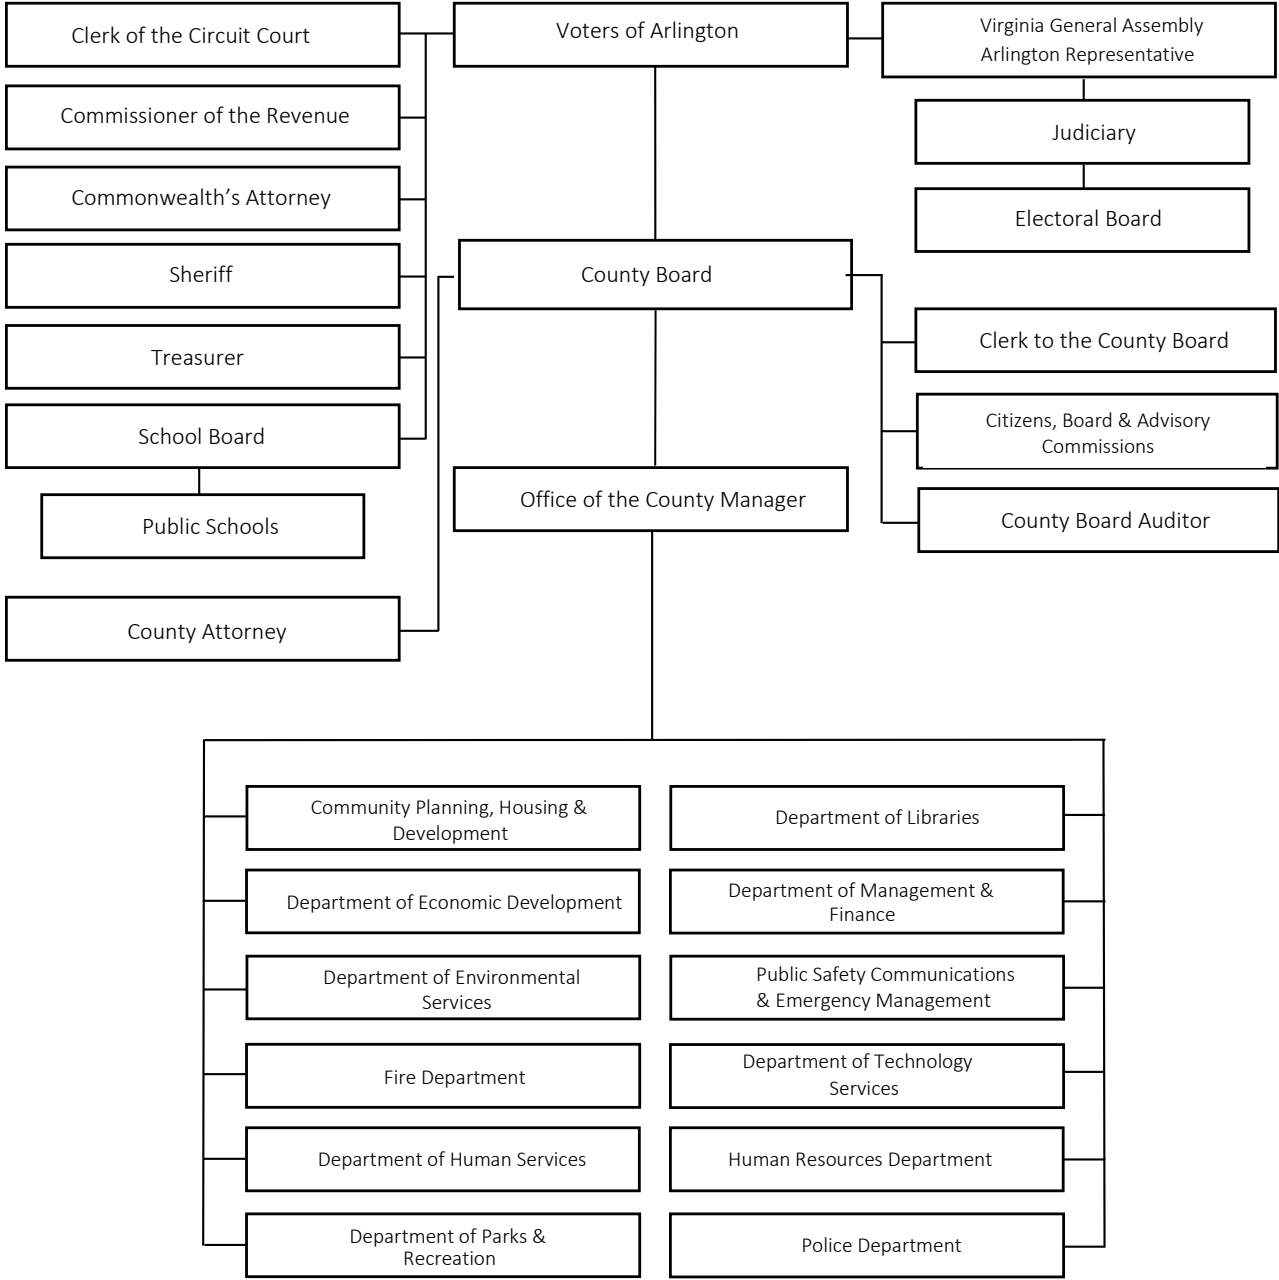 Clerk of the Circuit Court
Voters of Arlington
Virginia General Assembly
Arlington Representative
Commissioner of the Revenue
Judiciary
Commonwealth’s Attorney
Electoral Board
Sheriff
County Board
Treasurer
Clerk to the County Board
School Board
Citizens, Board & Advisory
Commissions
Public Schools
Office of the County Manager
County Board Auditor
County Attorney
Community Planning, Housing &
Development
Department of Libraries
Department of Economic Development
Department of Management &
Finance
Department of Environmental
Services
Public Safety Communications
& Emergency Management
Fire Department
Department of Technology
Services
Department of Human Services
Human Resources Department
Department of Parks &
Recreation
Police Department